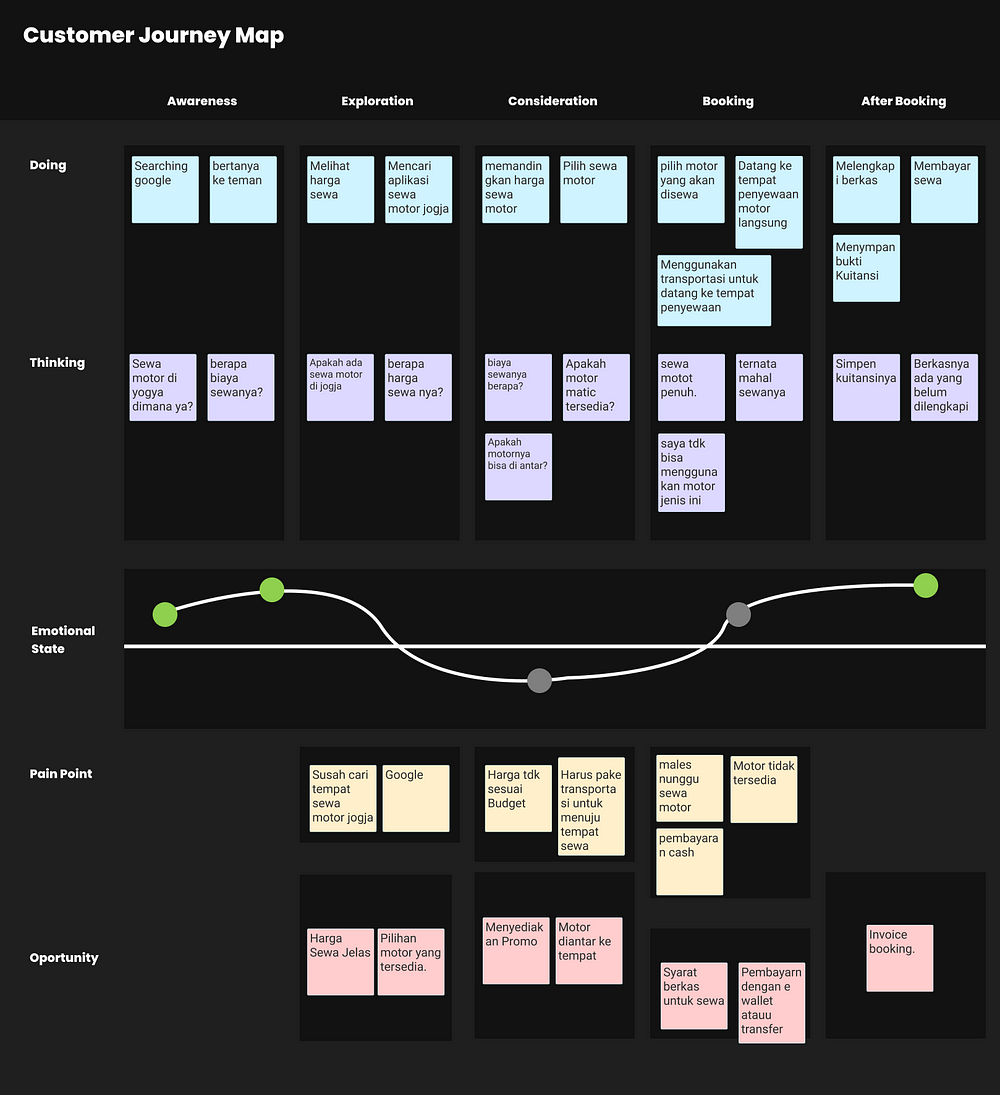 Customer Journey Map
Awareness
Exploration
Consideration
Booking
After Booking
Doing
Searching
google
bertanya
ke teman
Melihat
harga
sewa
Mencari
aplikasi
sewa
motor jogja
memandin
gkan harga
sewa
motor
Pilih sewa
motor
pilih motor
yang akan
disewa
Datang ke
tempat
penyewaan
motor
langsung
Menggunakan
transportasi untuk
datang ke tempat
penyewaan
Melengkap
i berkas
Membayar
sewa
Menympan
bukti
Kuitansi
Thinking
Sewa
motor di
yogya
dimana ya?
berapa
biaya
sewanya?
Apakah ada
sewa motor
di jogja
berapa
harga
sewa nya?
biaya
sewanya
berapa?
Apakah
motor
matic
tersedia?
Apakah
motornya
bisa di antar?
sewa
motot
penuh.
ternata
mahal
sewanya
saya tdk
bisa
mengguna
kan motor
jenis ini
Simpen
kuitansinya
Berkasnya
ada yang
belum
dilengkapi
Emotional
State
Pain Point
Susah cari
tempat
sewa
motor jogja
Google
Harga tdk
sesuai
Budget
Harus pake
transporta
si untuk
menuju
tempat
sewa
males
nunggu
sewa
motor
Motor tidak
tersedia
pembayara
n cash
Oportunity
Harga
Sewa Jelas
Pilihan
motor yang
tersedia.
Menyediak
an Promo
Motor
diantar ke
tempat
Syarat
berkas
untuk sewa
Pembayarn
dengan e
wallet
atauu
transfer
Invoice
booking.